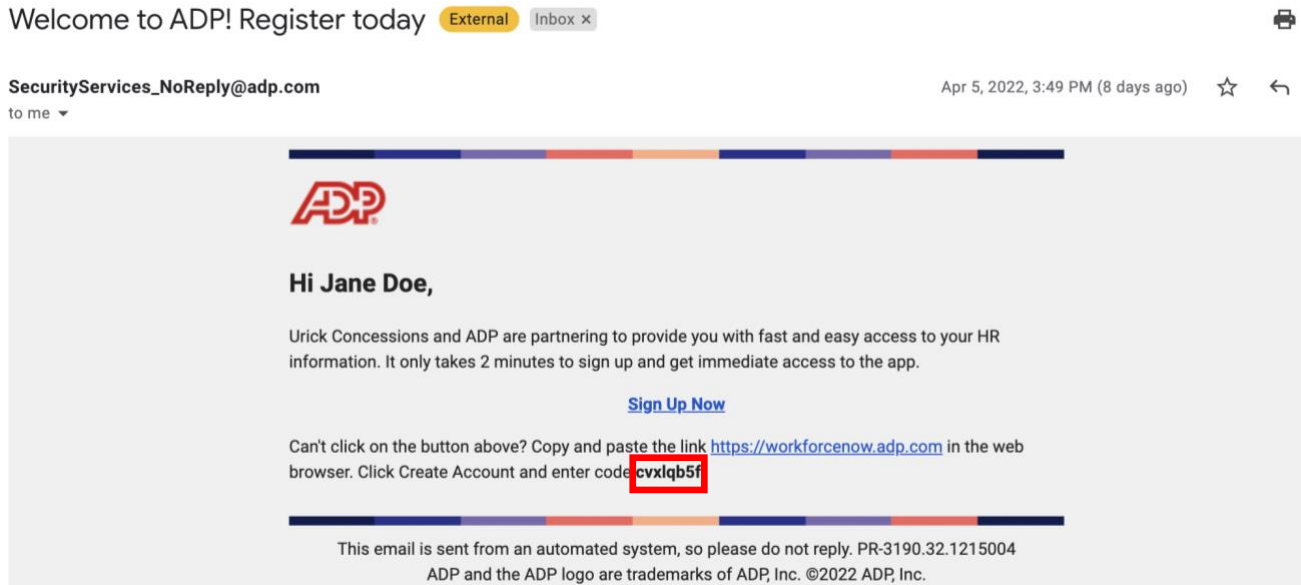 Welcome to ADP! Register today External Inbox ×
SecurityServices_NoReply@adp.com Apr 5, 2022, 3:49 PM (8 days ago)
to me
ADP
Hi Jane Doe,
Urick Concessions and ADP are partnering to provide you with fast and easy access to your HR
information. It only takes 2 minutes to sign up and get immediate access to the app.
Sign Up Now
Can't click on the button above? Copy and paste the link https://workforcenow.adp.com in the web
browser. Click Create Account and enter code cvxlqb5f
This email is sent from an automated system, so please do not reply. PR-3190.32.1215004
ADP and the ADP logo are trademarks of ADP, Inc. ©2022 ADP, Inc.